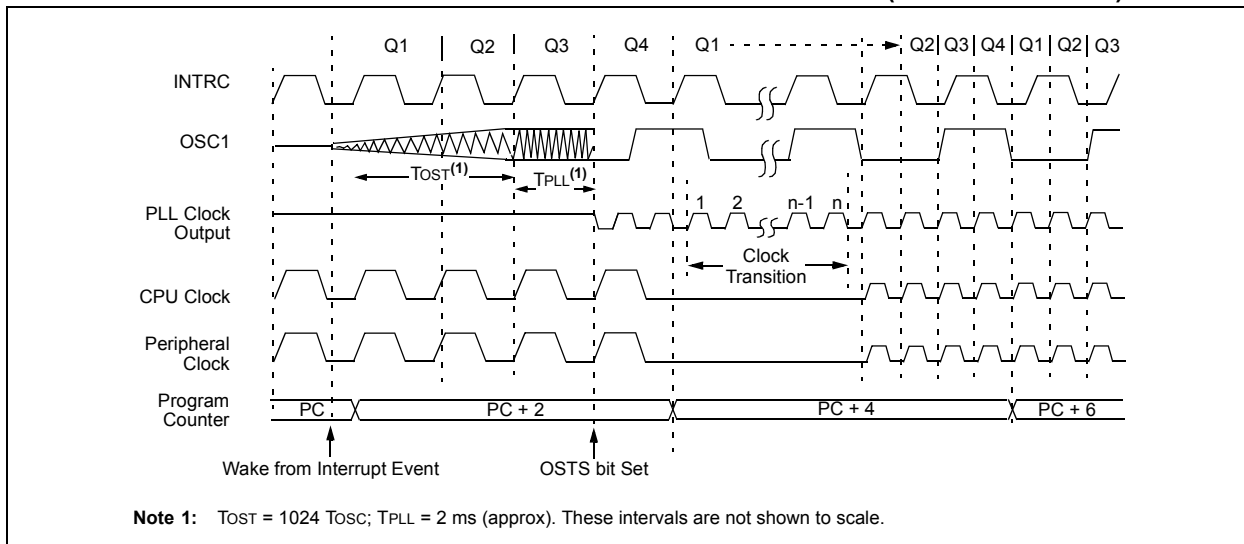 Q1 Q2 Q3 Q4 Q1 Q2 Q3 Q4 Q1 Q2 Q3
INTRC
OSC1
TOST(1) TPLL(1)
PLL Clock
Output
1 2 n-1 n
Clock
Transition
CPU Clock
Peripheral
Clock
Program
Counter
PC PC + 2 PC + 4 PC + 6
Wake from Interrupt Event OSTS bit Set
Note 1: TOST = 1024 TOSC; TPLL = 2 ms (approx). These intervals are not shown to scale.